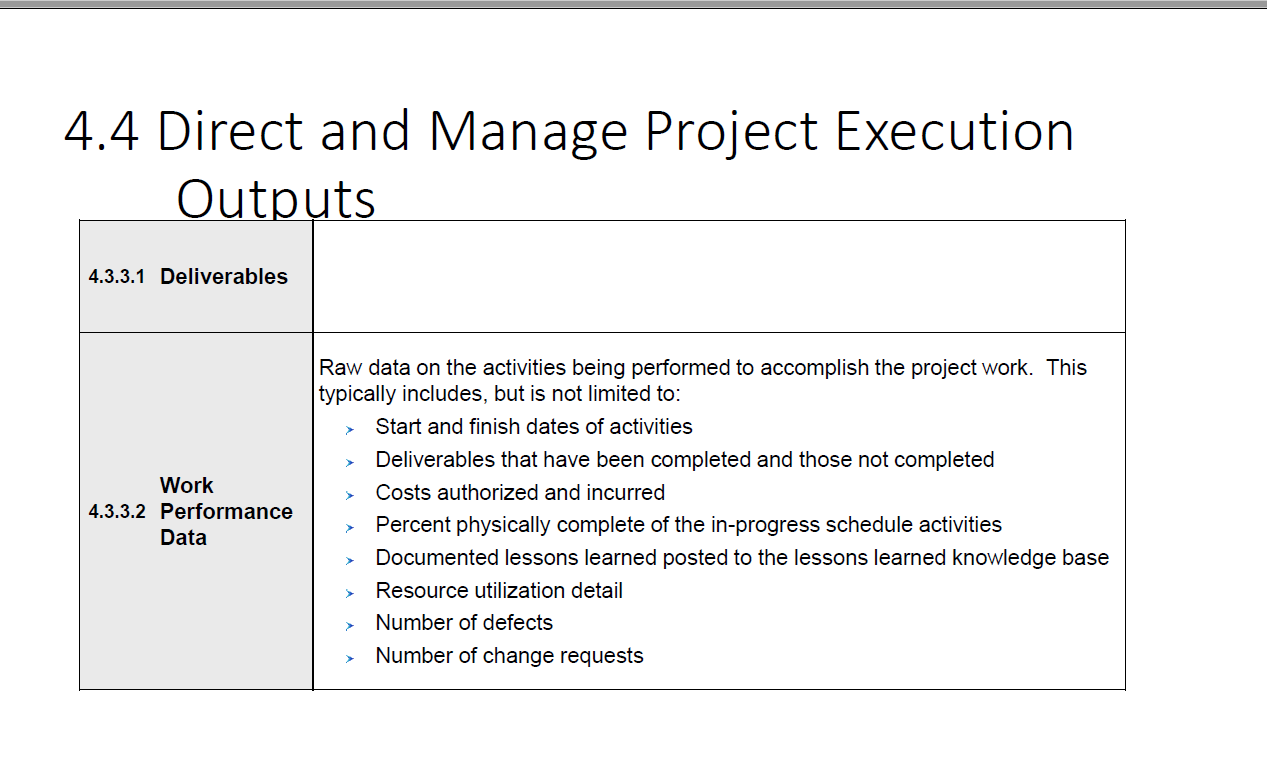 4.4 Direct and Manage Project Execution
Outputs
4.3.3.1 Deliverables
4.3.3.2 Work
Performance
Data
Raw data on the activities being performed to accomplish the project work. This
typically includes, but is not limited to:
➢ Start and finish dates of activities
➢ Deliverables that have been completed and those not completed
➢ Costs authorized and incurred
➢ Percent physically complete of the in-progress schedule activities
➢ Documented lessons learned posted to the lessons learned knowledge base
➢ Resource utilization detail
➢ Number of defects
➢ Number of change requests